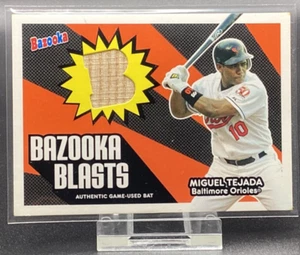 Bazooka
B
BAZOOKA
BLASTS
AUTHENTIC GAME-USED BAT
10
MIGUEL TEJADA
Baltimore Orioles®